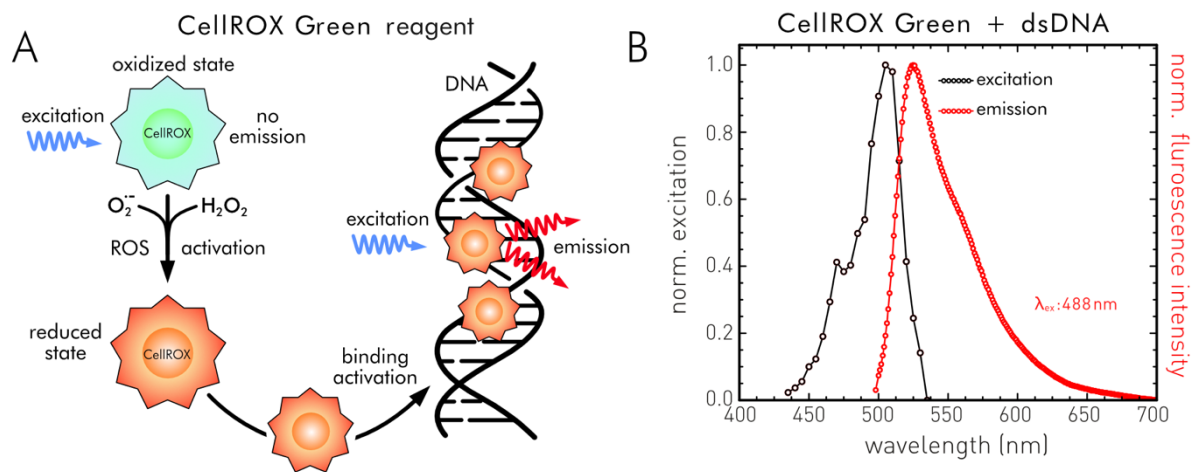 A
CellROX Green reagent
oxidized state
excitation
CellROX
no
emission
O₂·⁻
H₂O₂
ROS
activation
reduced
state
CellROX
binding
activation
DNA
excitation
emission
B
CellROX Green + dsDNA
excitation
emission
λex:488nm
norm. excitation
1.0
0.8
0.6
0.4
0.2
0.0
400
450
500
550
600
650
700
wavelength (nm)
norm. fluroescence intensity